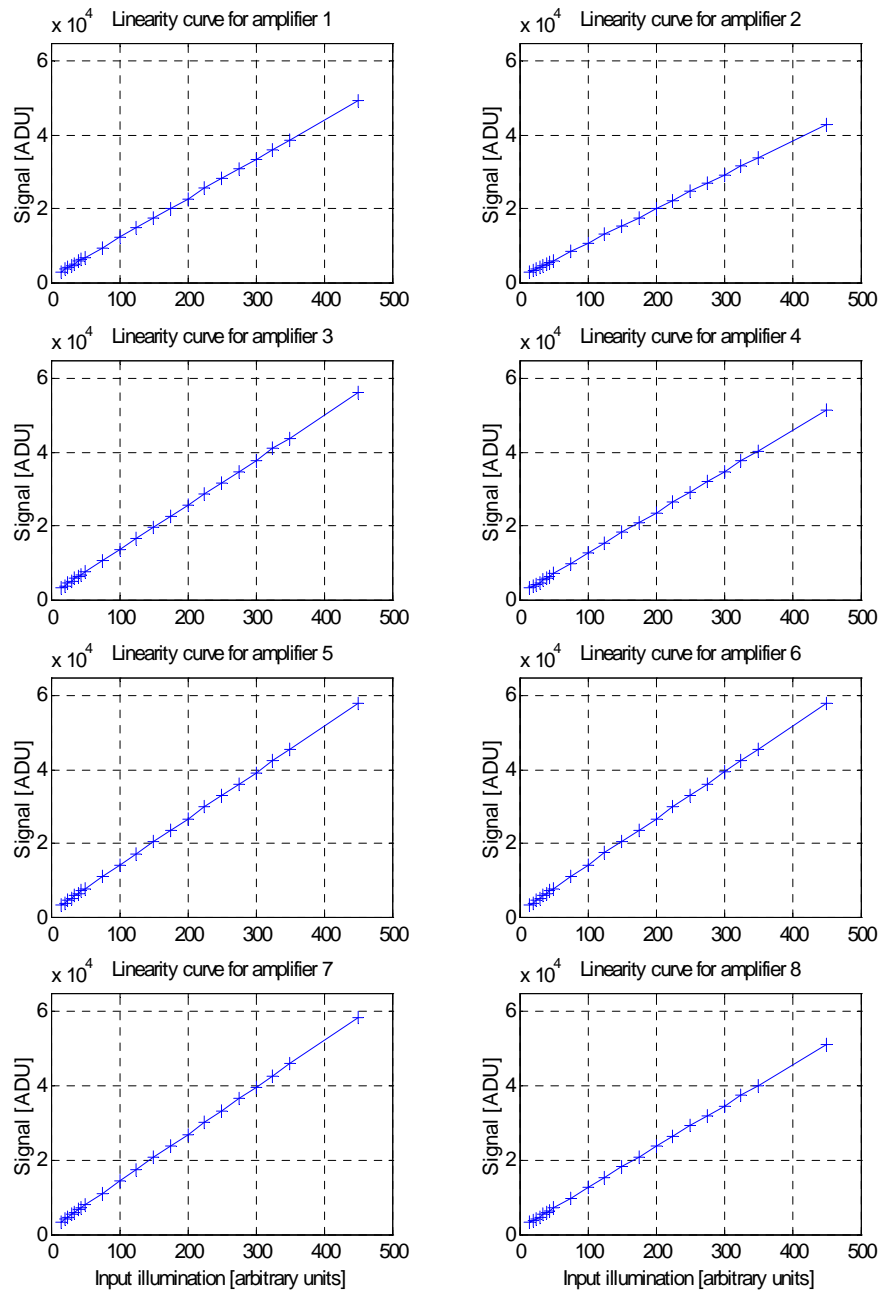 x 10^4 Linearity curve for amplifier 1
6
4
2
0
Signal [ADU]
0 100 200 300 400 500
x 10^4 Linearity curve for amplifier 2
6
4
2
0
Signal [ADU]
0 100 200 300 400 500
x 10^4 Linearity curve for amplifier 3
6
4
2
0
Signal [ADU]
0 100 200 300 400 500
x 10^4 Linearity curve for amplifier 4
6
4
2
0
Signal [ADU]
0 100 200 300 400 500
x 10^4 Linearity curve for amplifier 5
6
4
2
0
Signal [ADU]
0 100 200 300 400 500
x 10^4 Linearity curve for amplifier 6
6
4
2
0
Signal [ADU]
0 100 200 300 400 500
x 10^4 Linearity curve for amplifier 7
6
4
2
0
Signal [ADU]
0 100 200 300 400 500
Input illumination [arbitrary units]
x 10^4 Linearity curve for amplifier 8
6
4
2
0
Signal [ADU]
0 100 200 300 400 500
Input illumination [arbitrary units]